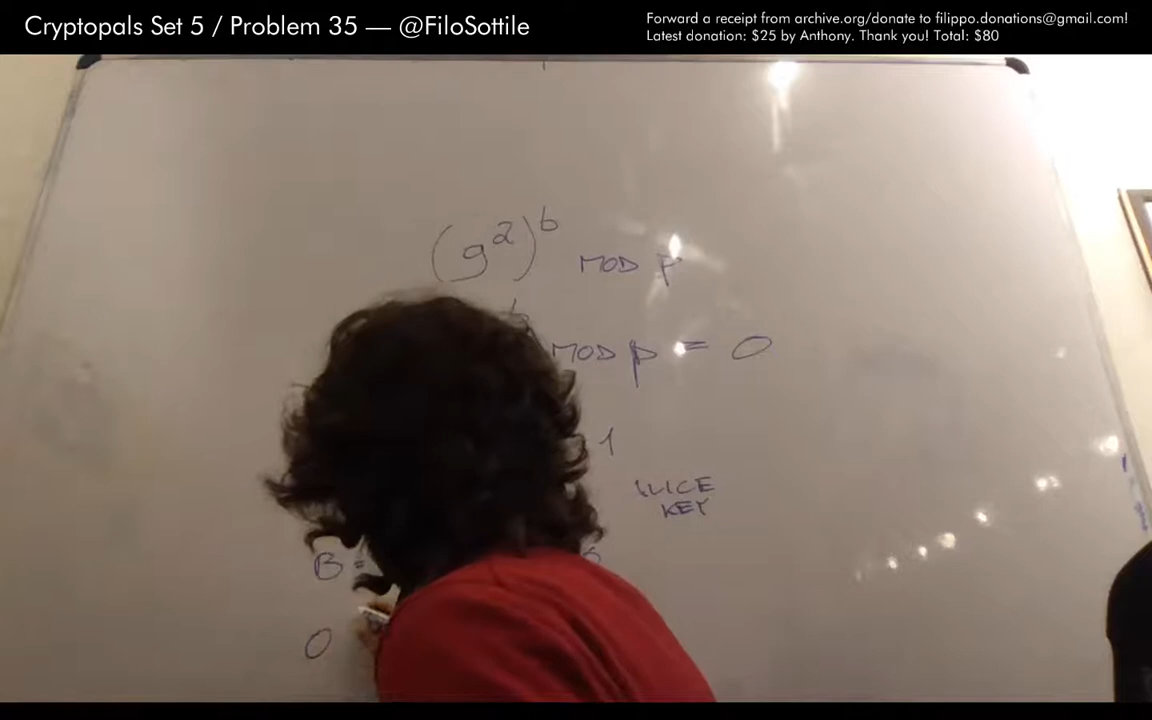 Cryptopals Set 5 / Problem 35 — @FiloSottile
Forward a receipt from archive.org/donate to filippo.donations@gmail.com!
Latest donation: $25 by Anthony. Thank you! Total: $80
(g²)ᵇ MOD p
b MOD p = 0
1
ALICE
KEY
B =
0